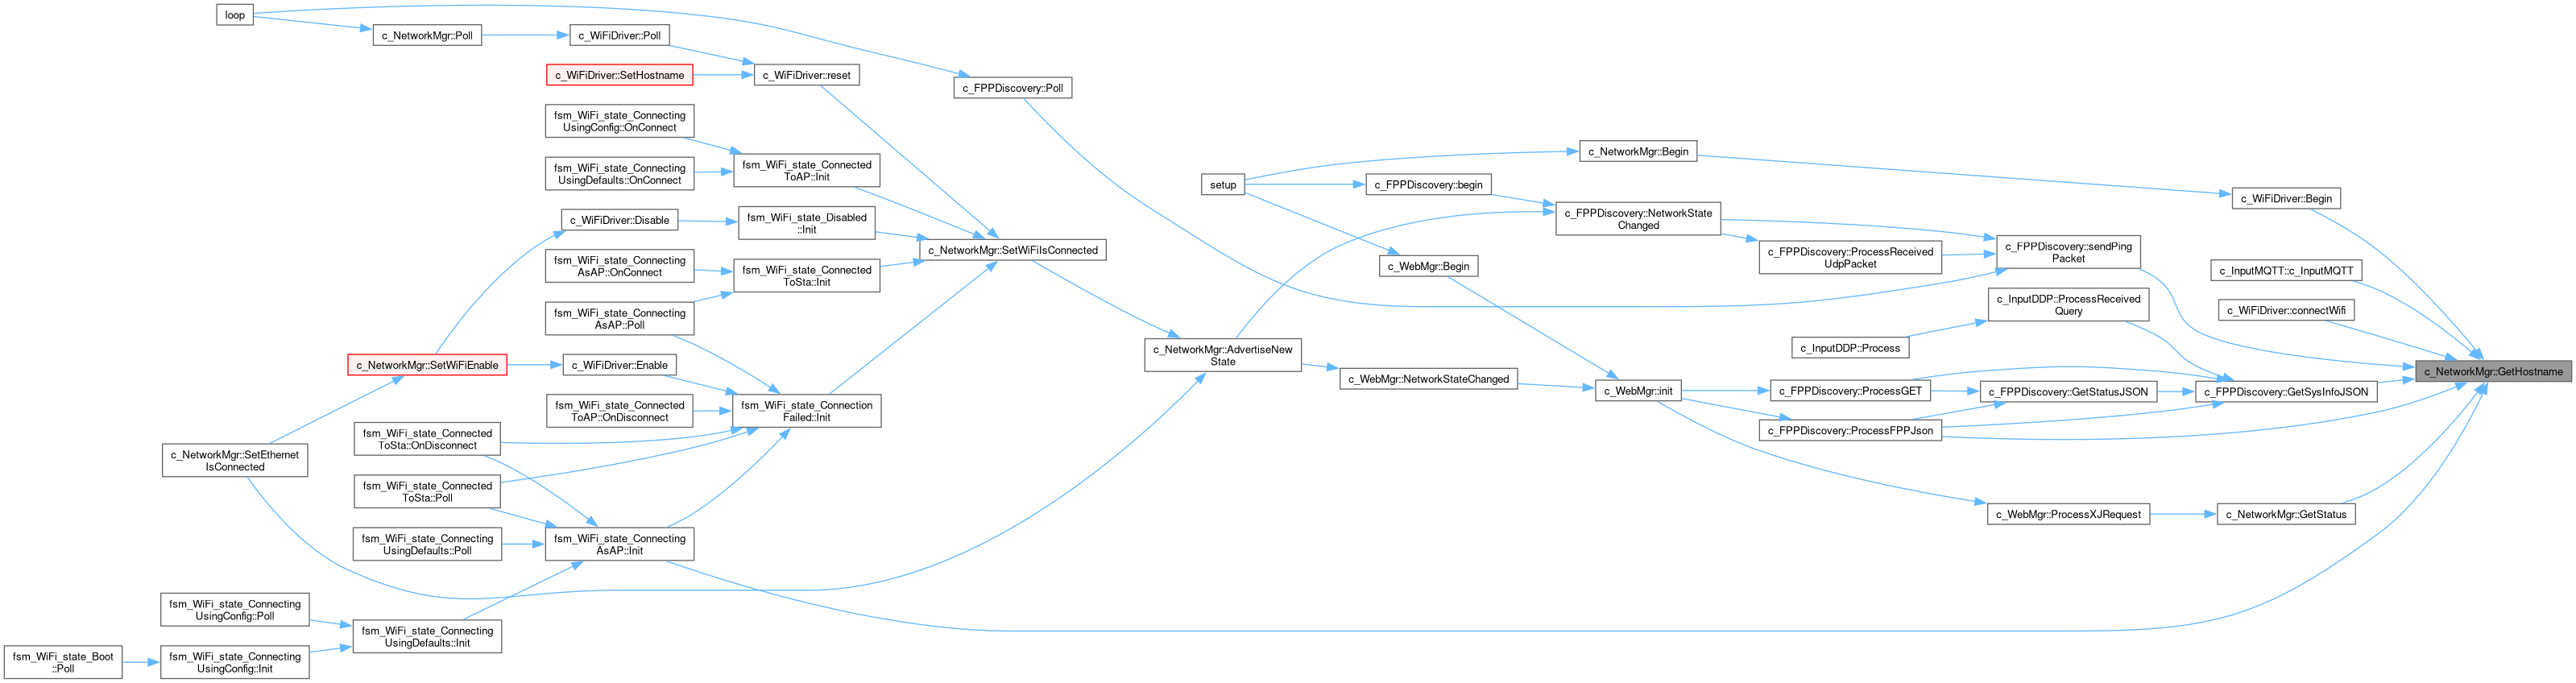 loop
c_NetworkMgr::Poll
c_WiFiDriver::Poll
c_WiFiDriver::SetHostname
c_WiFiDriver::reset
c_FPPDiscovery::Poll
fsm_WiFi_state_Connecting
UsingConfig::OnConnect
fsm_WiFi_state_Connecting
UsingDefaults::OnConnect
fsm_WiFi_state_Connected
ToAP::Init
c_WiFiDriver::Disable
fsm_WiFi_state_Disabled
::Init
fsm_WiFi_state_Connecting
AsAP::OnConnect
fsm_WiFi_state_Connected
ToSta::Init
c_NetworkMgr::SetWiFiIsConnected
fsm_WiFi_state_Connecting
AsAP::Poll
c_NetworkMgr::SetWiFiEnable
c_WiFiDriver::Enable
fsm_WiFi_state_Connected
ToAP::OnDisconnect
fsm_WiFi_state_Connection
Failed::Init
fsm_WiFi_state_Connected
ToSta::OnDisconnect
c_NetworkMgr::SetEthernet
IsConnected
fsm_WiFi_state_Connected
ToSta::Poll
fsm_WiFi_state_Connecting
UsingDefaults::Poll
fsm_WiFi_state_Connecting
AsAP::Init
fsm_WiFi_state_Connecting
UsingConfig::Poll
fsm_WiFi_state_Connecting
UsingDefaults::Init
fsm_WiFi_state_Boot
::Poll
fsm_WiFi_state_Connecting
UsingConfig::Init
c_NetworkMgr::Begin
setup
c_FPPDiscovery::begin
c_FPPDiscovery::NetworkState
Changed
c_WebMgr::Begin
c_FPPDiscovery::ProcessReceived
UdpPacket
c_FPPDiscovery::sendPing
Packet
c_WiFiDriver::Begin
c_InputMQTT::c_InputMQTT
c_WiFiDriver::connectWifi
c_InputDDP::ProcessReceived
Query
c_InputDDP::Process
c_NetworkMgr::AdvertiseNew
State
c_WebMgr::NetworkStateChanged
c_WebMgr::init
c_FPPDiscovery::ProcessGET
c_FPPDiscovery::GetStatusJSON
c_FPPDiscovery::GetSysInfoJSON
c_NetworkMgr::GetHostname
c_FPPDiscovery::ProcessFPPJson
c_WebMgr::ProcessXJRequest
c_NetworkMgr::GetStatus